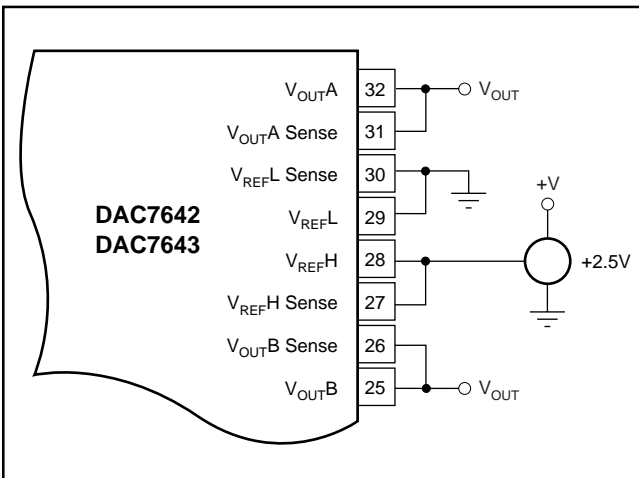 V_OUT A 32 V_OUT
V_OUT A Sense 31
V_REF L Sense 30
V_REF L 29
V_REF H 28
V_REF H Sense 27
V_OUT B Sense 26
V_OUT B 25 V_OUT
DAC7642
DAC7643
+V
+2.5V